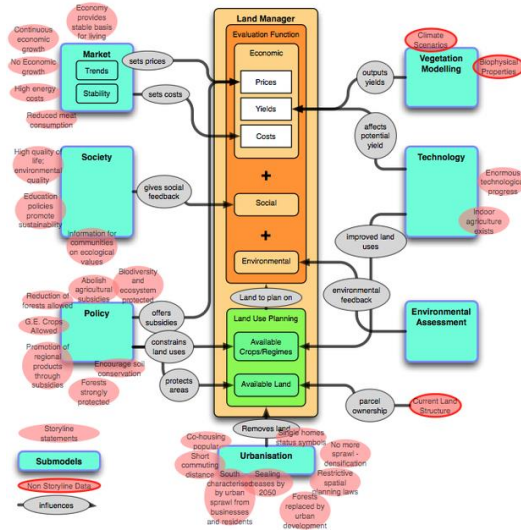 Economy
provides stable
basis for living
Continuous
economic
growth
Market
Trends
Stability
No Economic
growth
High energy
costs
Reduced meat
consumption
sets prices
sets costs
Land Manager
Evaluation Function
Economic
Prices
Yields
Costs
+
Social
+
Environmental
Climate
Scenarios
Vegetation
Modelling
Biophysical
Properties
outputs
yields
affects
potential
yield
High quality of
life; environmental
quality
Society
gives social
feedback
Education
policies promote
sustainability
Information for
communities on
ecological values
Technology
Enormous
technological
progress
Indoor
agriculture exists
improved land
uses
Abolish
agricultural
subsidies
Biodiversity and
ecosystem
protected
Reduction of
forests allowed
Policy
G.E. Crops
Allowed
Promotion of
regional
products through
subsidies
Encourage soil
conservation
Forests
strongly
protected
offers
subsidies
constrains
land uses
protects
areas
Land to plan on
environmental
feedback
Environmental
Assessment
Land Use Planning
Available
Crops/Regimes
Available Land
parcel
ownership
Current Land
Structure
Removes land
Storyline
statements
Submodels
Non Storyline Data
influences
Co-housing
popular
Short
commuting
distance
Urbanisation
Single homes
status symbols
No more
sprawl -
densification
Restrictive
spatial
planning laws
South
characterised
by urban
sprawl from
businesses and
residents
Sealing
ceases by
2050
Forests
replaced by
urban
development